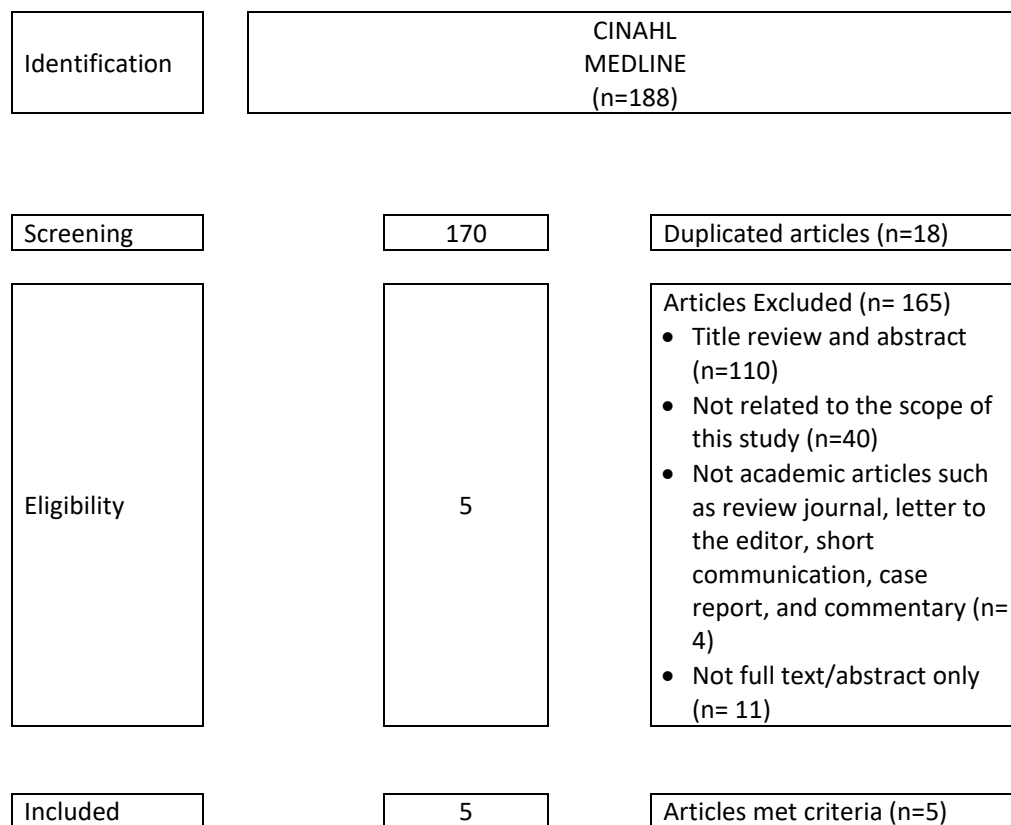 Identification
CINAHL
MEDLINE
(n=188)
Screening
170
Duplicated articles (n=18)
Eligibility
5
Articles Excluded (n= 165)
• Title review and abstract
(n=110)
• Not related to the scope of
this study (n=40)
• Not academic articles such
as review journal, letter to
the editor, short
communication, case
report, and commentary (n=
4)
• Not full text/abstract only
(n= 11)
Included
5
Articles met criteria (n=5)